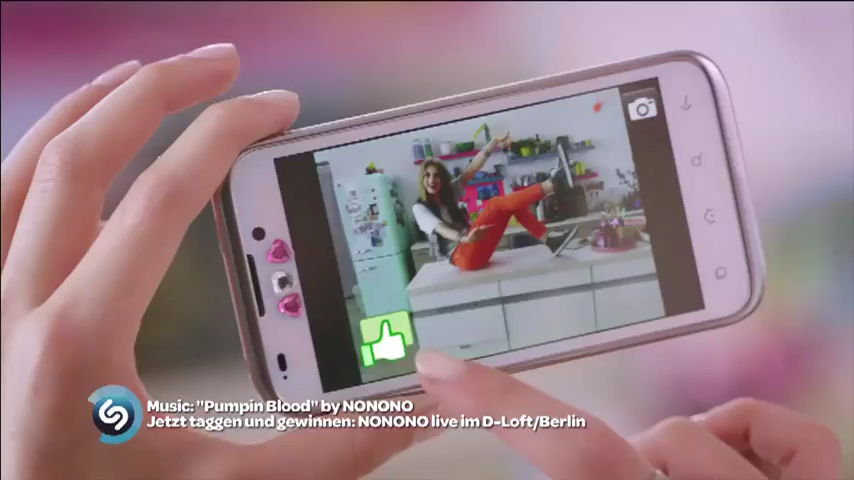 Music: "Pumpin Blood" by NONONO
Jetzt taggen und gewinnen: NONONO live im D-Loft/Berlin